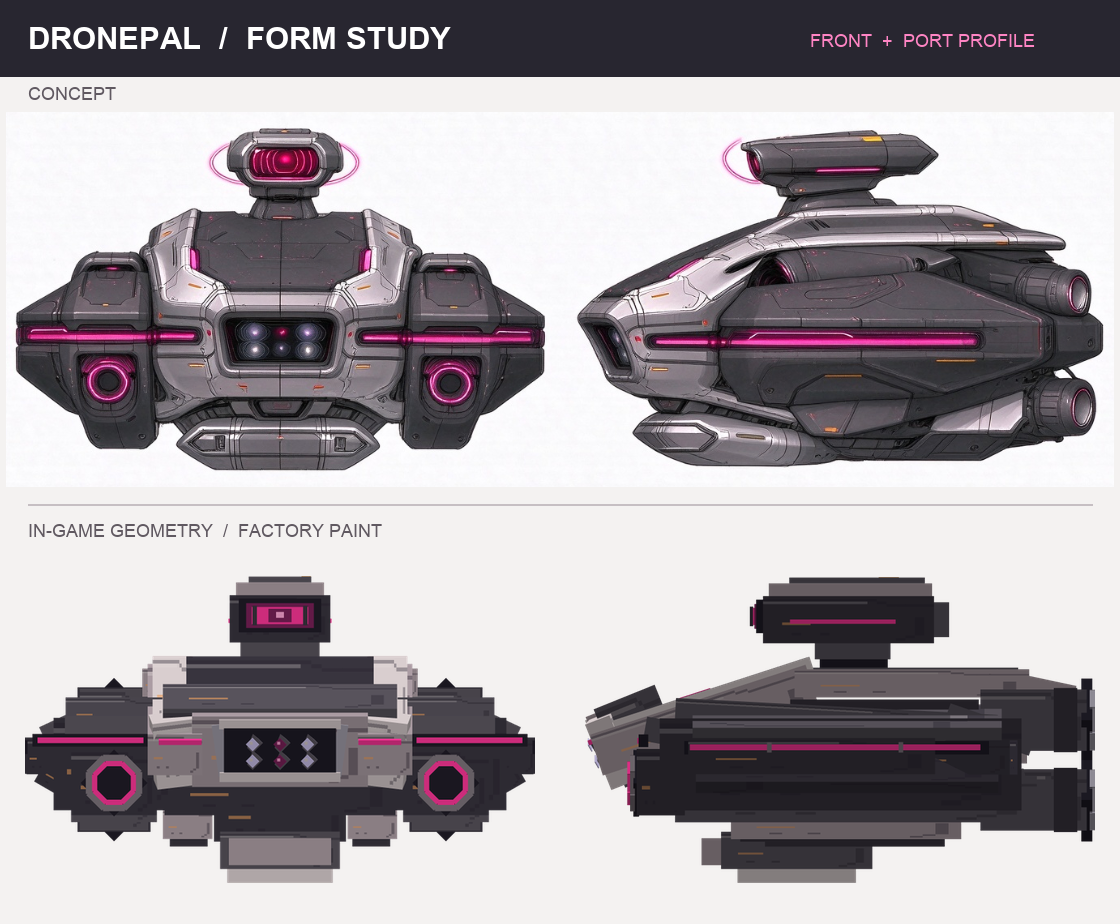 DRONEPAL / FORM STUDY
FRONT + PORT PROFILE
CONCEPT
IN-GAME GEOMETRY / FACTORY PAINT